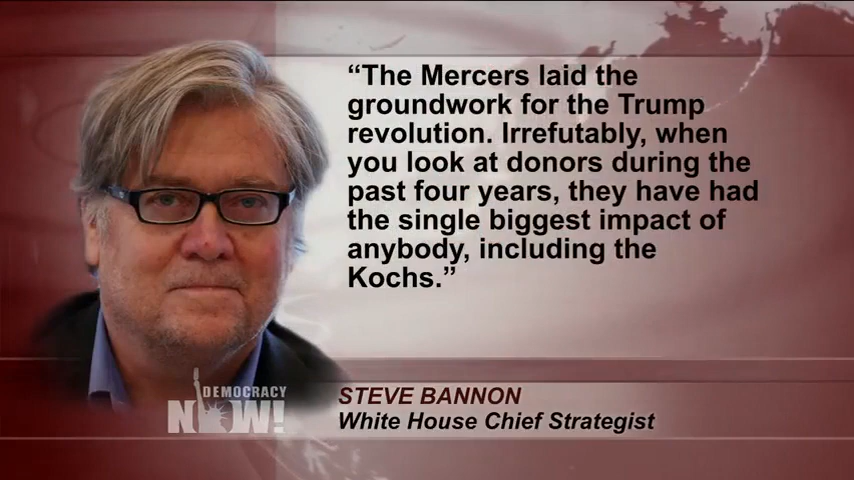 “The Mercers laid the
groundwork for the Trump
revolution. Irrefutably, when
you look at donors during the
past four years, they have had
the single biggest impact of
anybody, including the
Kochs.”
STEVE BANNON
White House Chief Strategist
DEMOCRACY
NOW!